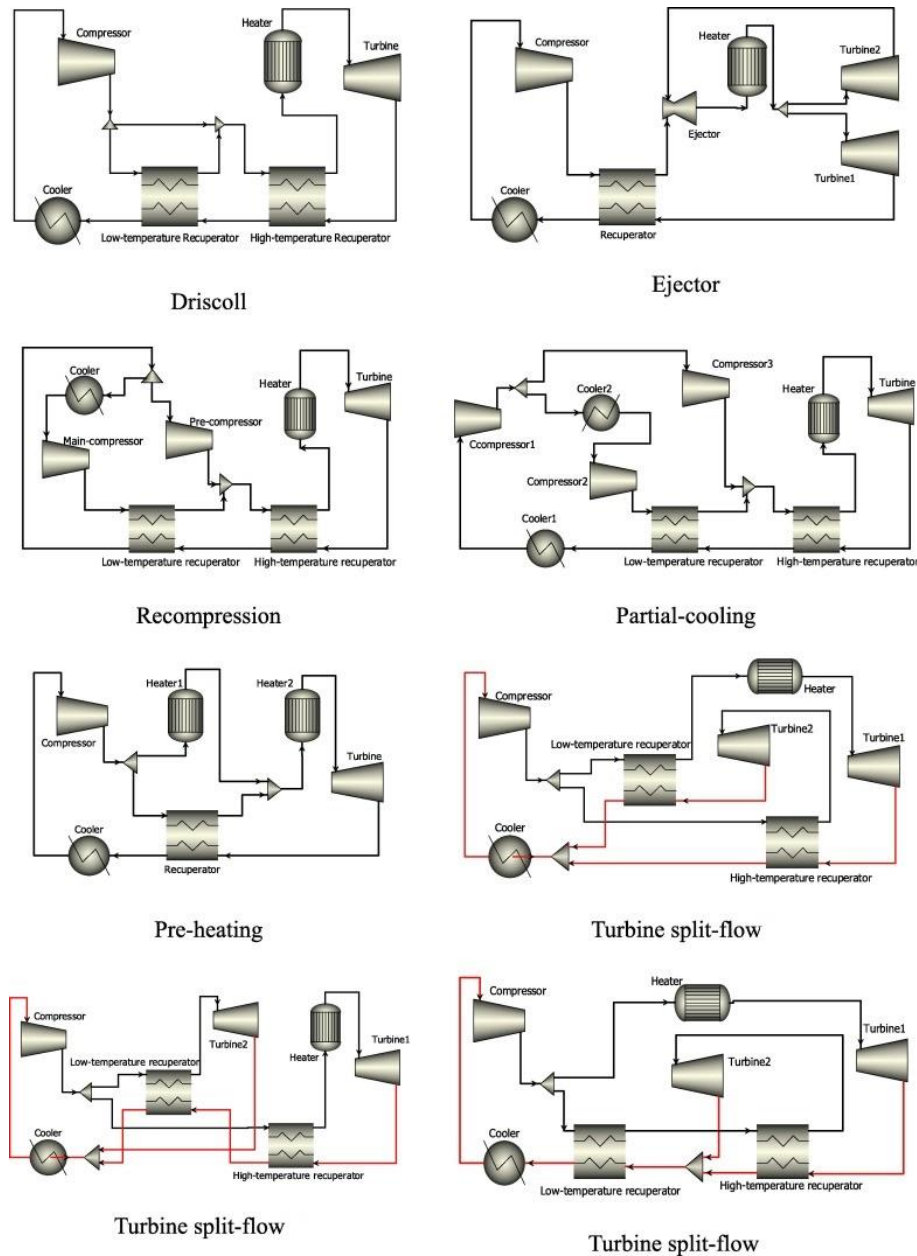 Compressor
Heater
Turbine
Cooler
Low-temperature Recuperator
High-temperature Recuperator
Driscoll
Compressor
Heater
Turbine2
Ejector
Turbine1
Cooler
Recuperator
Ejector
Cooler
Heater
Turbine
Pre-compressor
Main-compressor
Low-temperature recuperator
High-temperature recuperator
Recompression
Compressor3
Cooler2
Heater
Turbine
Ccompressor1
Compressor2
Cooler1
Low-temperature recuperator
High-temperature recuperator
Partial-cooling
Heater1
Heater2
Compressor
Turbine
Cooler
Recuperator
Pre-heating
Compressor
Heater
Turbine2
Turbine1
Low-temperature recuperator
Cooler
High-temperature recuperator
Turbine split-flow
Compressor
Turbine2
Heater
Turbine1
Low-temperature recuperator
Cooler
High-temperature recuperator
Turbine split-flow
Heater
Compressor
Turbine1
Turbine2
Cooler
Low-temperature recuperator
High-temperature recuperator
Turbine split-flow